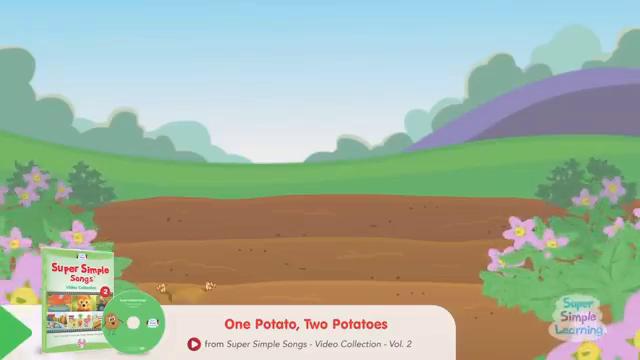 Super Simple
Songs
Video Collection
2
One Potato, Two Potatoes
from Super Simple Songs - Video Collection - Vol. 2
Super
Simple
Learning